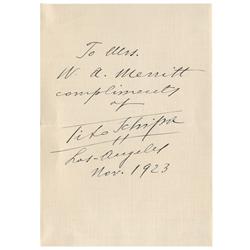 To Mrs.
W. A. Merritt
compliments
of
Tito Schipa
Los-Angeles
Nov. 1923